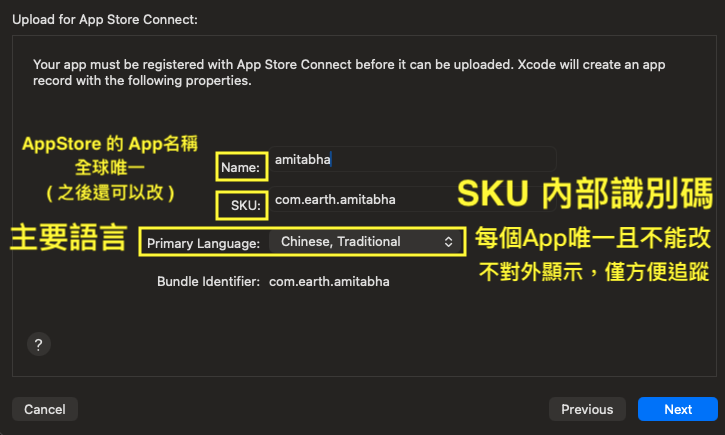 Upload for App Store Connect:
Your app must be registered with App Store Connect before it can be uploaded. Xcode will create an app
record with the following properties.
AppStore 的 App名稱
全球唯一
( 之後還可以改 )
Name: amitabha
SKU: com.earth.amitabha
SKU 內部識別碼
主要語言
Primary Language: Chinese, Traditional
每個App唯一且不能改
不對外顯示，僅方便追蹤
Bundle Identifier: com.earth.amitabha
?
Cancel
Previous
Next